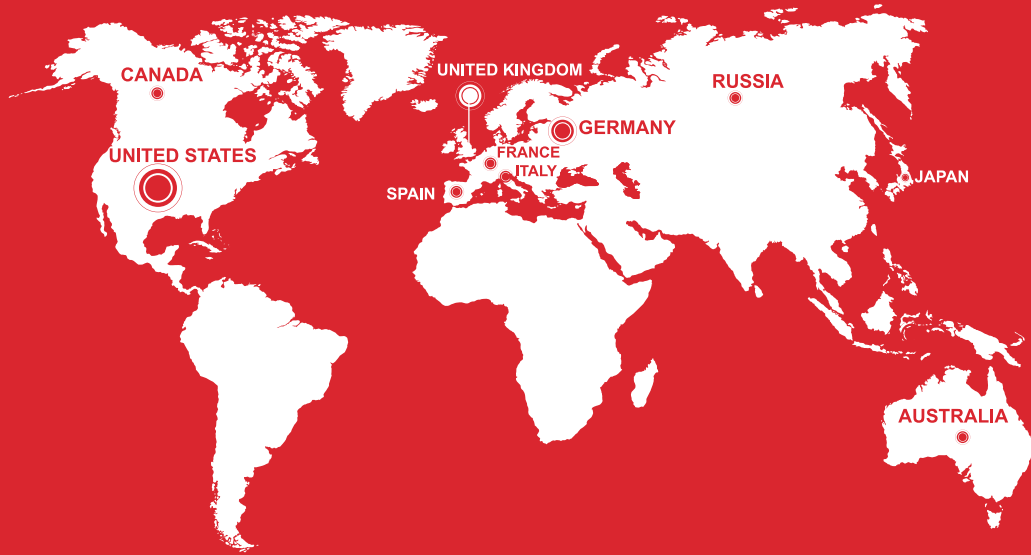 CANADA
UNITED KINGDOM
RUSSIA
GERMANY
UNITED STATES
FRANCE
ITALY
SPAIN
JAPAN
AUSTRALIA